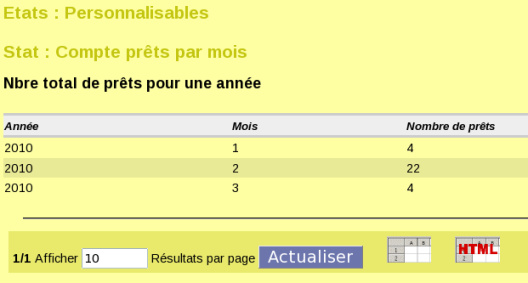 Etats : Personnalisables
Stat : Compte prêts par mois
Nbre total de prêts pour une année
Année Mois Nombre de prêts
2010 1 4
2010 2 22
2010 3 4
1/1 Afficher 10 Résultats par page Actualiser HTML